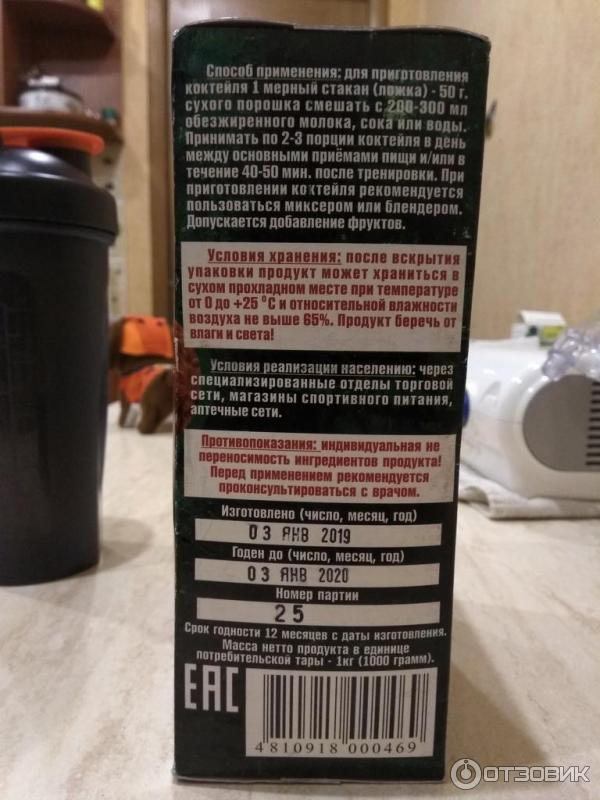 Способ применения: для приготовления
коктейля 1 мерный стакан (ложка) - 50 г.
сухого порошка смешать с 200-300 мл
обезжиренного молока, сока или воды.
Принимать по 2-3 порции коктейля в день
между основными приёмами пищи и/или в
течение 40-50 мин. после тренировки. При
приготовлении коктейля рекомендуется
пользоваться миксером или блендером.
Допускается добавление фруктов.
Условия хранения: после вскрытия
упаковки продукт может храниться в
сухом прохладном месте при температуре
от 0 до +25 °С и относительной влажности
воздуха не выше 65%. Продукт беречь от
влаги и света!
Условия реализации населению: через
специализированные отделы торговой
сети, магазины спортивного питания,
аптечные сети.
Противопоказания: индивидуальная не
переносимость ингредиентов продукта!
Перед применением рекомендуется
проконсультироваться с врачом.
Изготовлено (число, месяц, год)
03 ЯНВ 2019
Годен до (число, месяц, год)
03 ЯНВ 2020
Номер партии
25
Срок годности 12 месяцев с даты изготовления.
Масса нетто продукта в единице
потребительской тары - 1кг (1000 грамм).
EAC
4 810918 000469
ОТЗОВИК